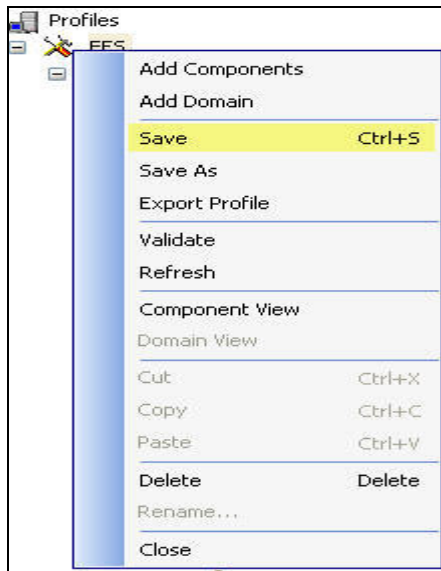 Profiles
EES
Add Components
Add Domain
Save Ctrl+S
Save As
Export Profile
Validate
Refresh
Component View
Domain View
Cut Ctrl+X
Copy Ctrl+C
Paste Ctrl+V
Delete Delete
Rename...
Close